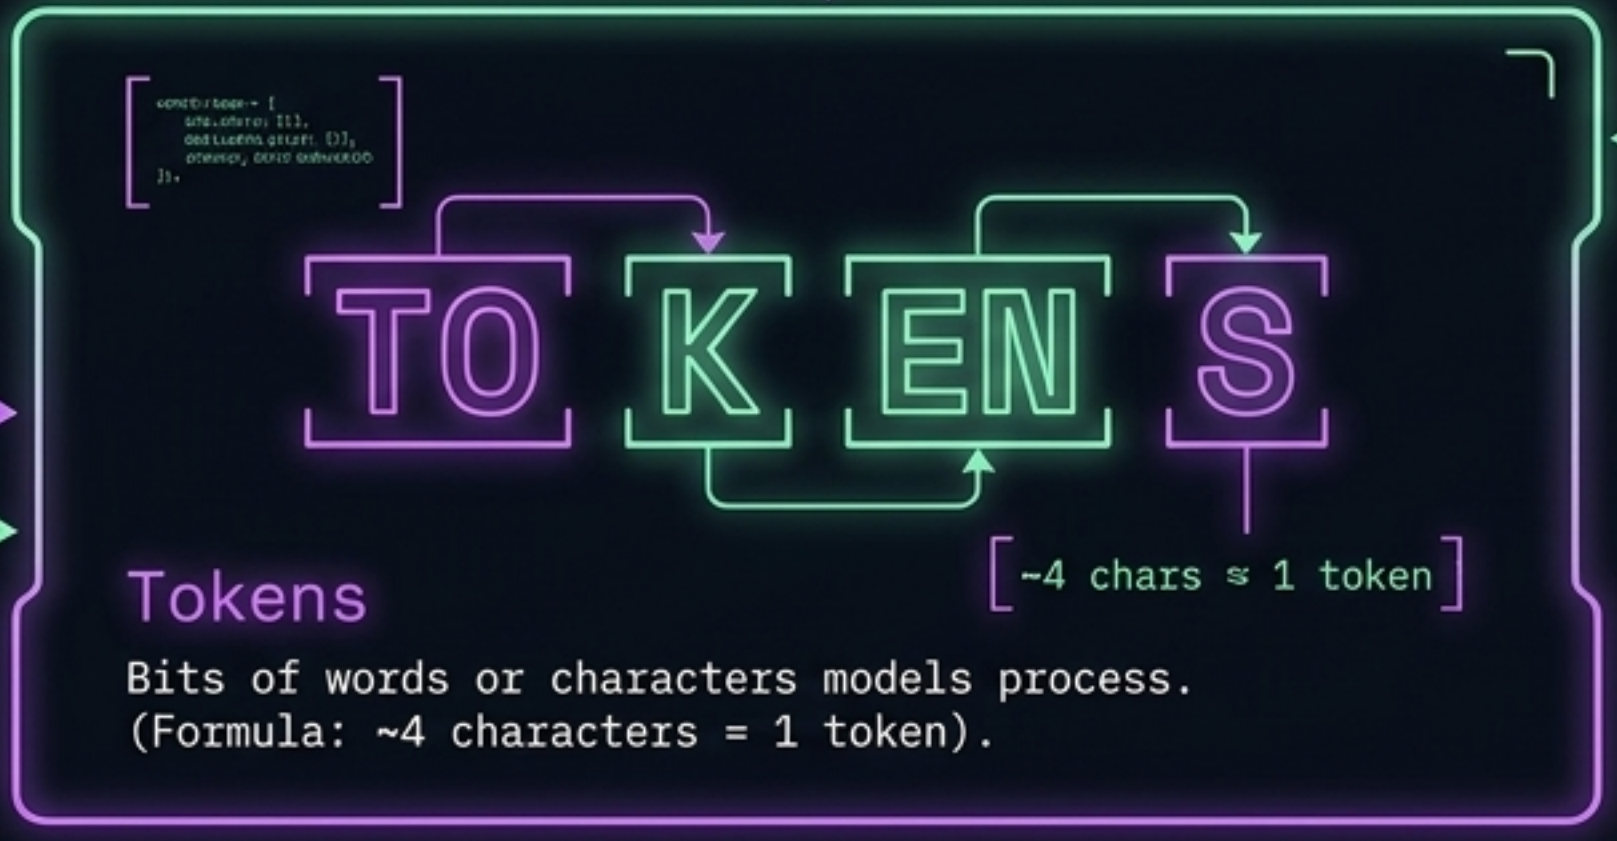 TO K EN S
~4 chars ≈ 1 token
Tokens
Bits of words or characters models process.
(Formula: ~4 characters = 1 token).